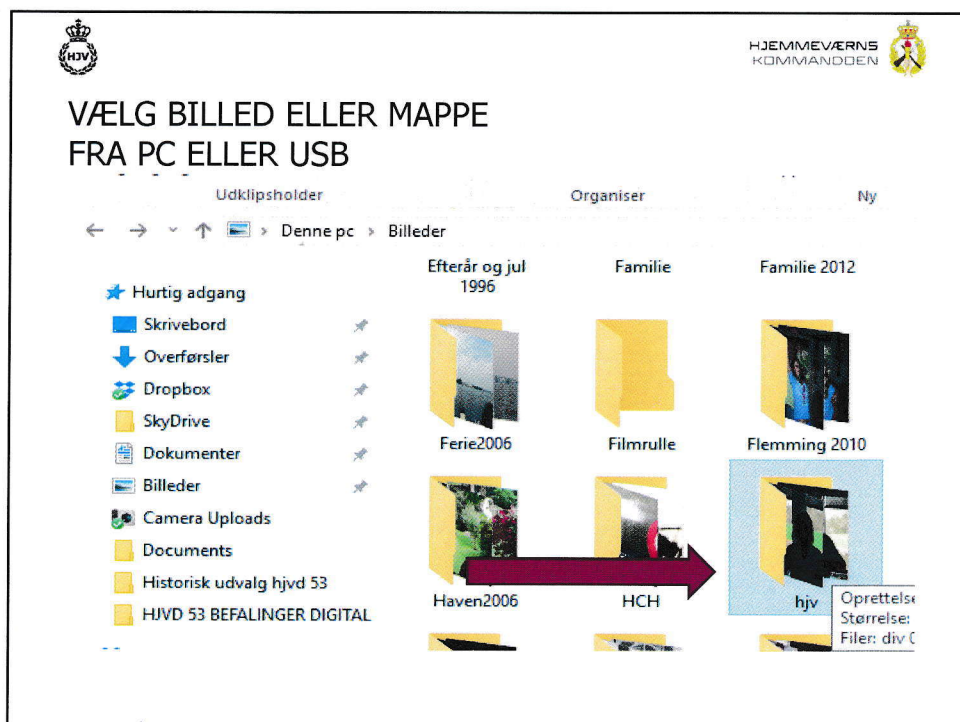 HJV
HJEMMEVÆRNS
KOMMANDOEN
VÆLG BILLED ELLER MAPPE
FRA PC ELLER USB
Udklipsholder
Organiser
Ny
Denne pc > Billeder
Hurtig adgang
Skrivebord
Overførsler
Dropbox
SkyDrive
Dokumenter
Billeder
Camera Uploads
Documents
Historisk udvalg hjvd 53
HJVD 53 BEFALINGER DIGITAL
Efterår og jul
1996
Familie
Familie 2012
Ferie2006
Filmrulle
Flemming 2010
Haven2006
HCH
hjv
Oprettelse
Størrelse:
Filer: div